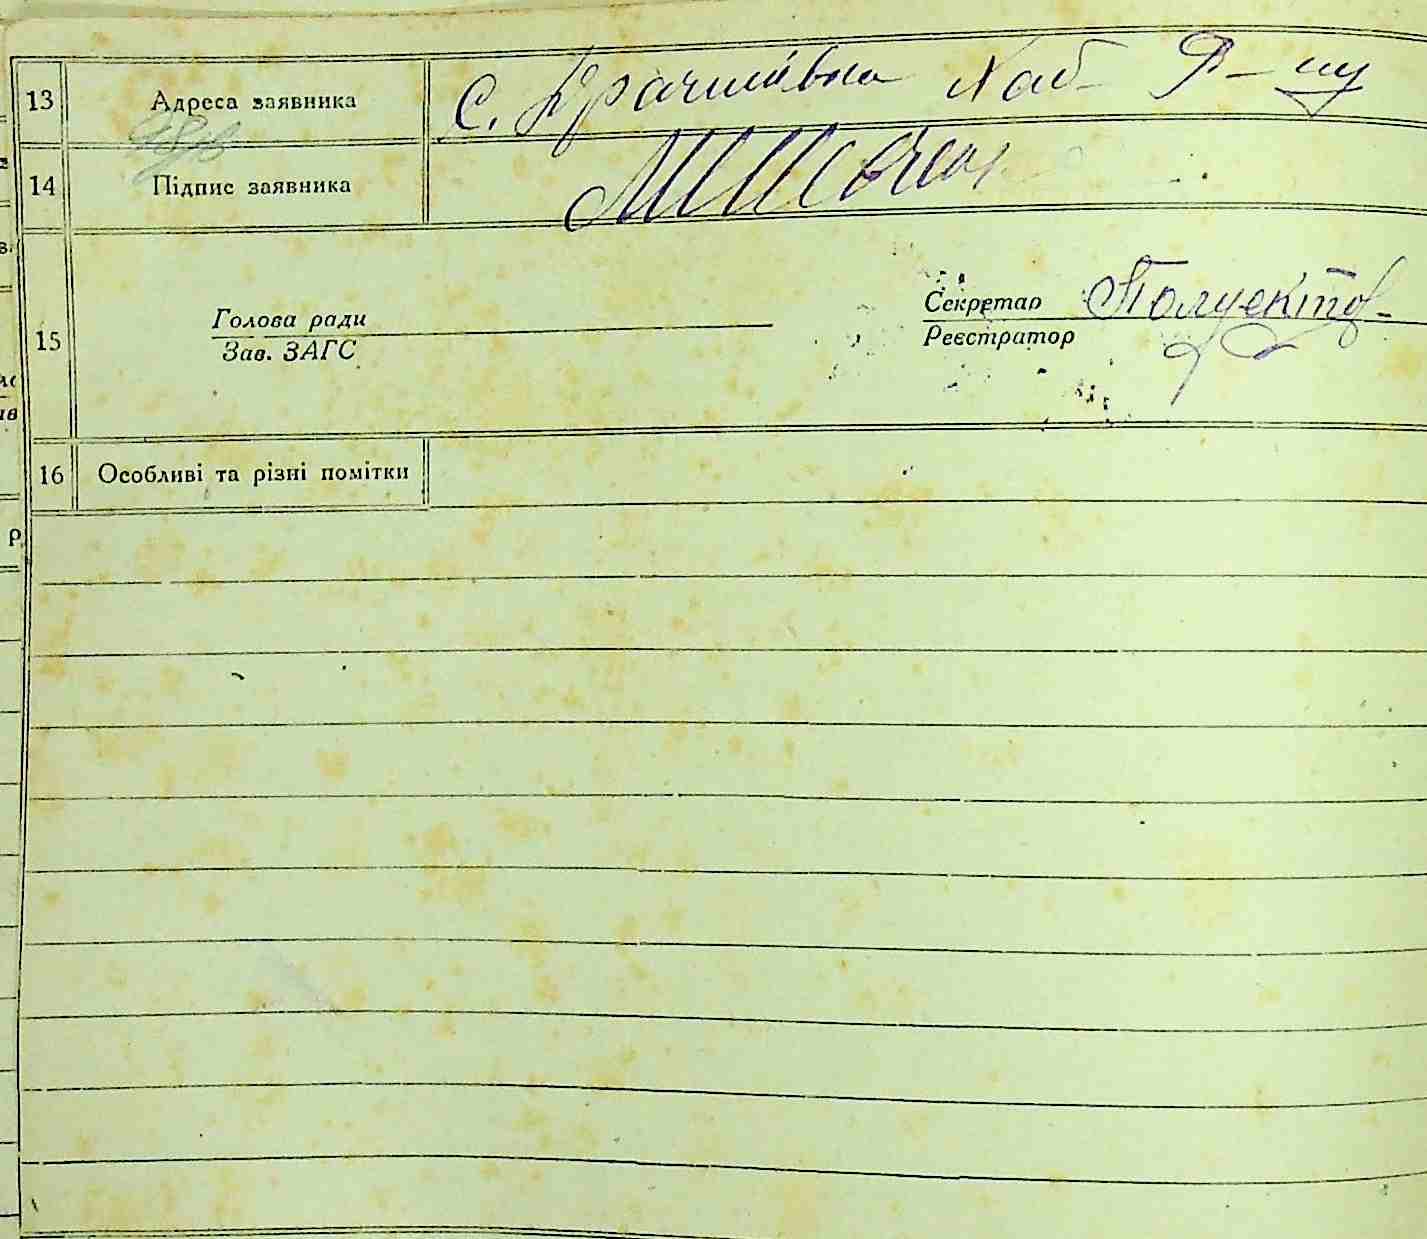 13 Адреса заявника с. Крачилівка Хаб- Р-ну
14 Підпис заявника
15 Голова ради Секретар Полуектов
Зав. ЗАГС Реєстратор
16 Особливі та різні помітки